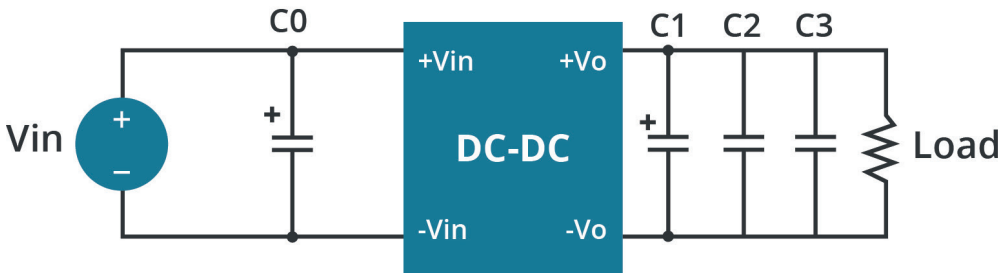 C0
C1 C2 C3
+Vin +Vo
+
+ +
Vin DC-DC Load
−
-Vin -Vo